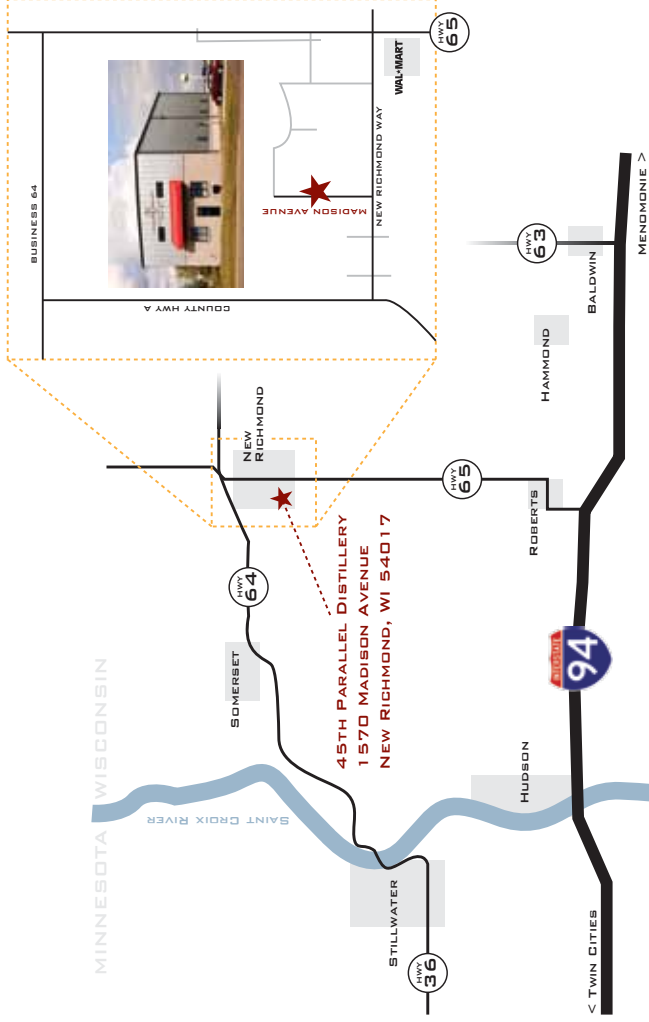 MINNESOTA
WISCONSIN
SAINT CROIX RIVER
STILLWATER
HWY
36
SOMERSET
HWY
64
NEW
RICHMOND
45TH PARALLEL DISTILLERY
1570 MADISON AVENUE
NEW RICHMOND, WI 54017
HWY
65
ROBERTS
HUDSON
INTERSTATE
94
< TWIN CITIES
HAMMOND
BALDWIN
HWY
63
MENOMONIE >
BUSINESS 64
COUNTY HWY A
MADISON AVENUE
NEW RICHMOND WAY
WAL-MART
HWY
65